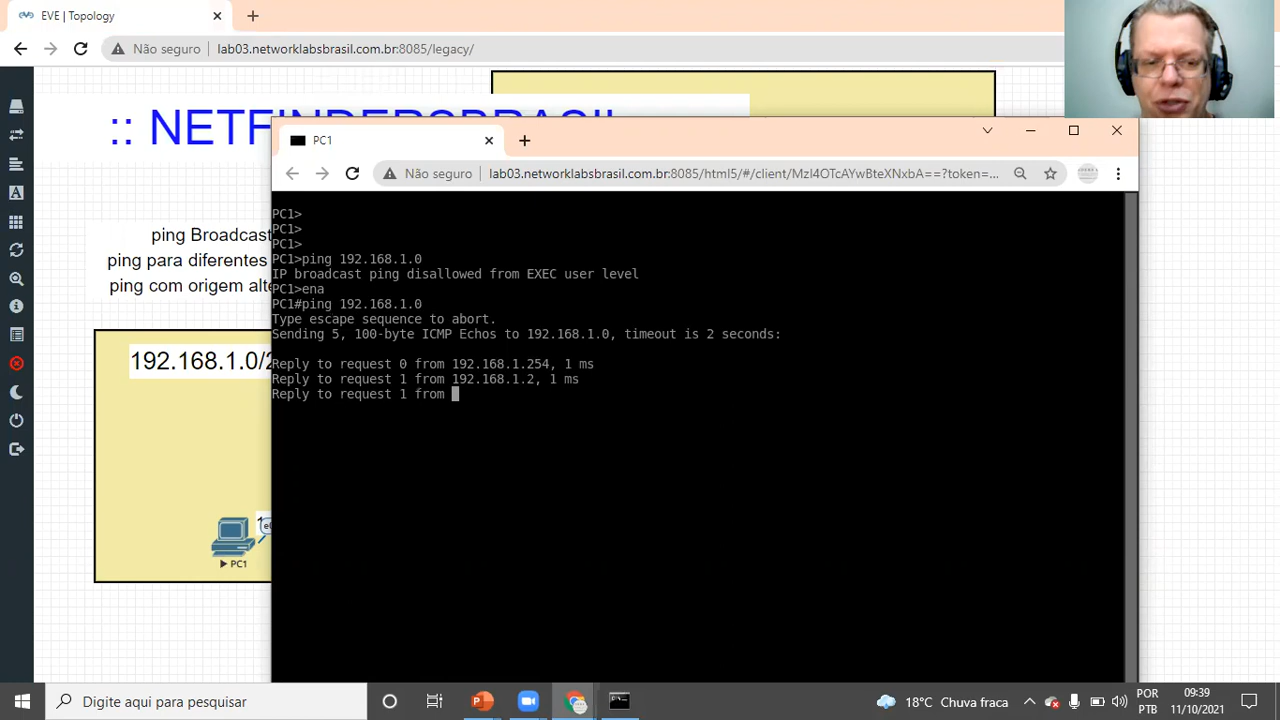 EVE | Topology
Não seguro
lab03.networklabsbrasil.com.br:8085/legacy/
:: NETFINDERSBRASIL
PC1
Não seguro
lab03.networklabsbrasil.com.br:8085/html5/#/client/MzI4OTcAYwBteXNxbA==?token=...
ping Broadcast
ping para diferentes
ping com origem alte
192.168.1.0/2
PC1
PC1>
PC1>
PC1>
PC1>ping 192.168.1.0
IP broadcast ping disallowed from EXEC user level
PC1>ena
PC1#ping 192.168.1.0
Type escape sequence to abort.
Sending 5, 100-byte ICMP Echos to 192.168.1.0, timeout is 2 seconds:
Reply to request 0 from 192.168.1.254, 1 ms
Reply to request 1 from 192.168.1.2, 1 ms
Reply to request 1 from
Digite aqui para pesquisar
18°C Chuva fraca
POR
PTB
09:39
11/10/2021